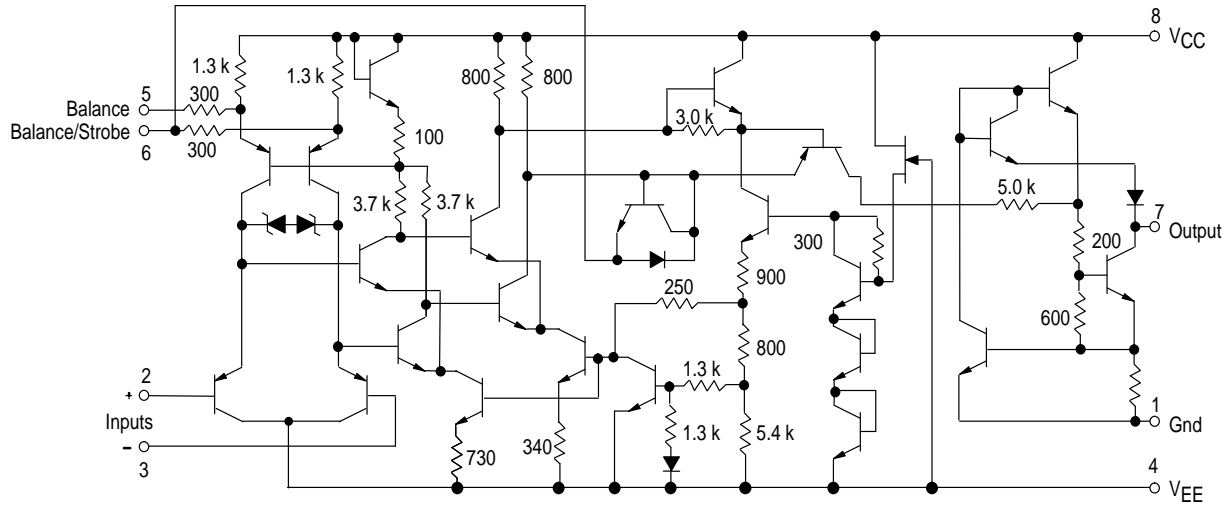 8
VCC
1.3 k
1.3 k
800
800
5
Balance
300
3.0 k
Balance/Strobe
6
300
100
3.7 k
3.7 k
5.0 k
7
Output
300
200
900
250
600
800
2
+
1.3 k
Inputs
–
3
1
Gnd
730
340
1.3 k
5.4 k
4
VEE